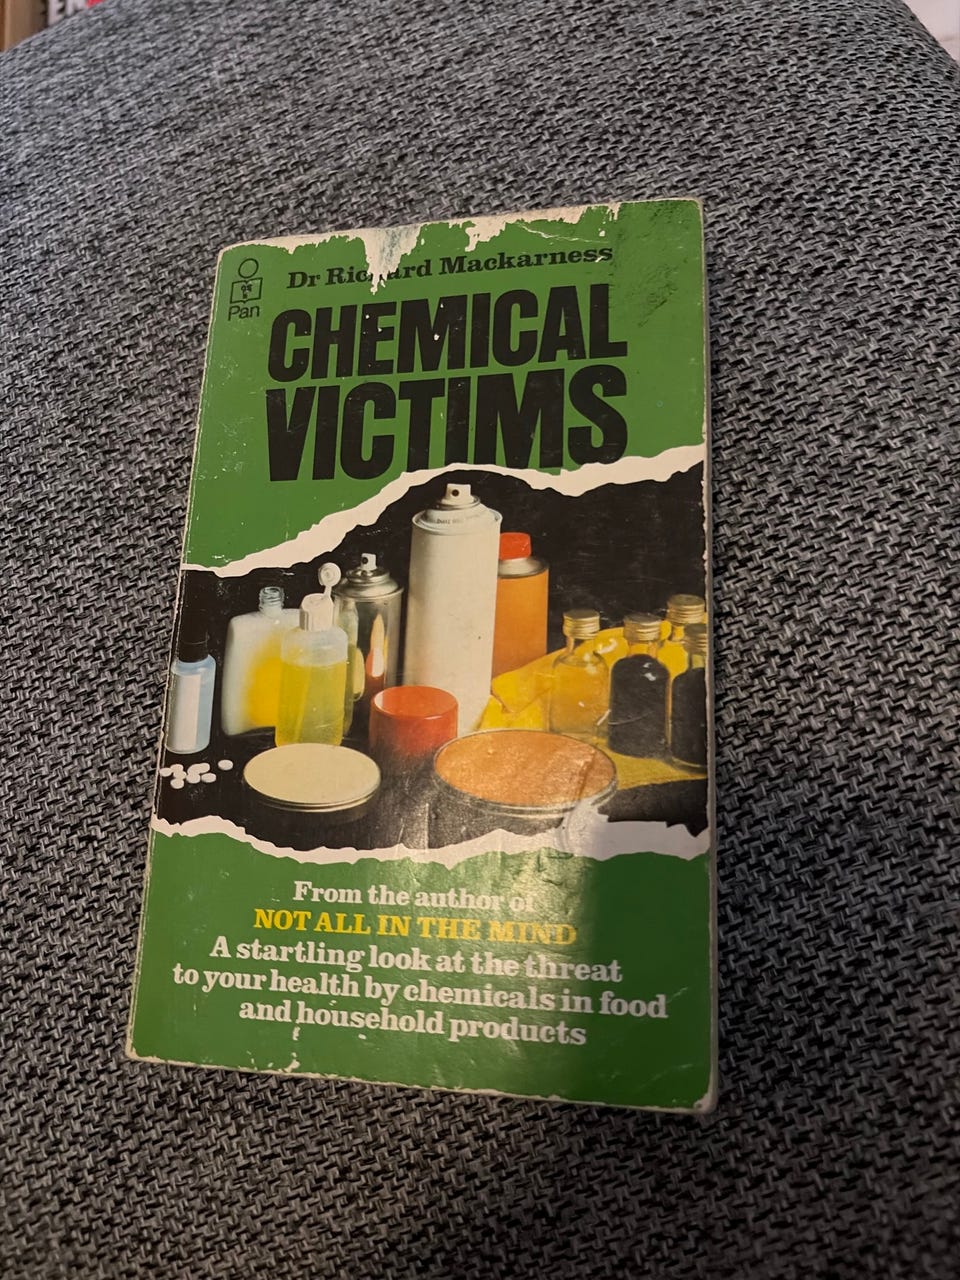 Dr Richard Mackarness
Pan
CHEMICAL
VICTIMS
From the author of
NOT ALL IN THE MIND
A startling look at the threat
to your health by chemicals in food
and household products